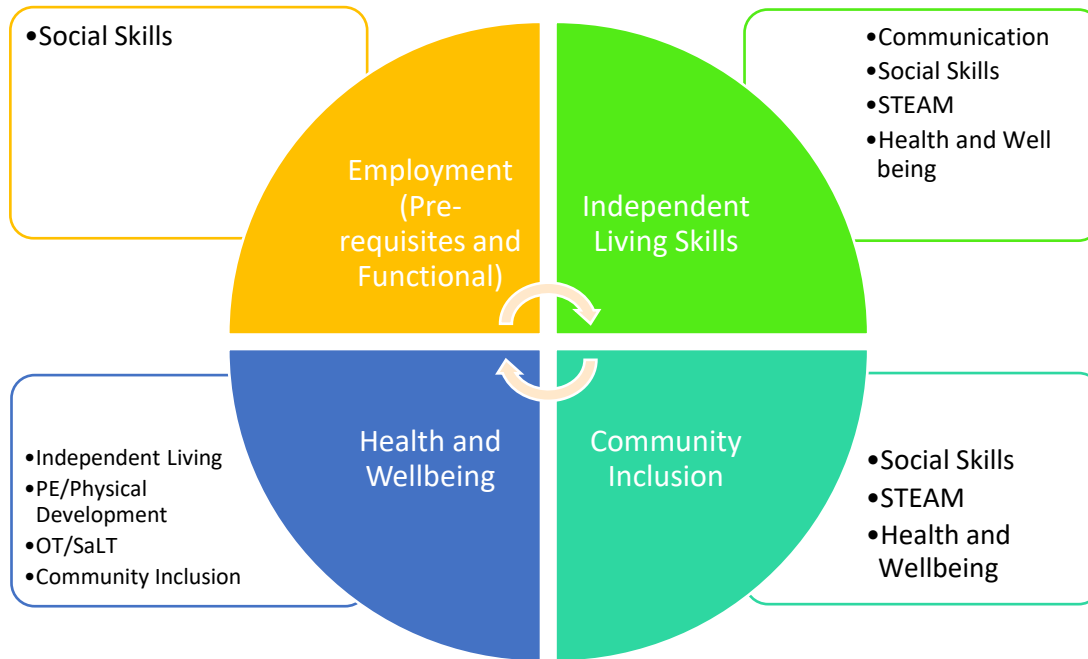 •Social Skills
Employment
(Pre-
requisites and
Functional)
Independent
Living Skills
•Communication
•Social Skills
•STEAM
•Health and Well
being
•Independent Living
•PE/Physical
Development
•OT/SaLT
•Community Inclusion
Health and
Wellbeing
Community
Inclusion
•Social Skills
•STEAM
•Health and
Wellbeing